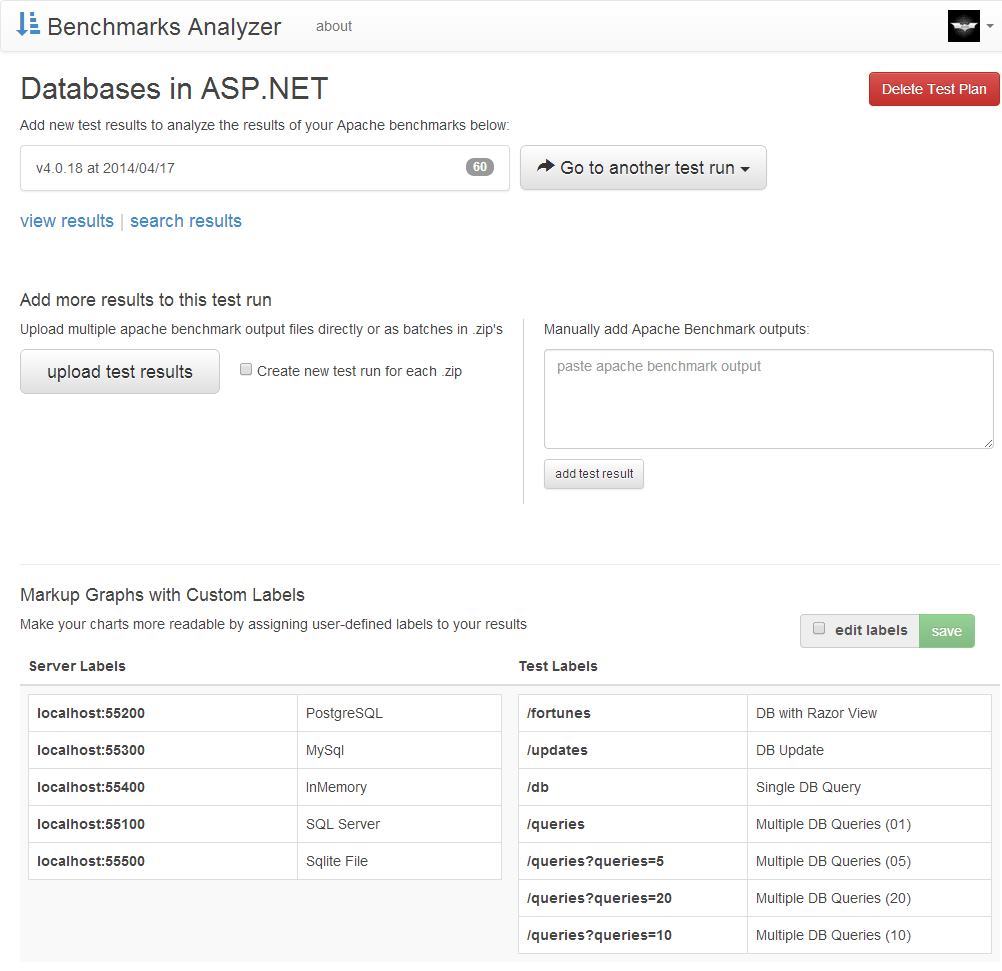 Benchmarks Analyzer about
Databases in ASP.NET
Delete Test Plan
Add new test results to analyze the results of your Apache benchmarks below:
v4.0.18 at 2014/04/17 60
Go to another test run
view results | search results
Add more results to this test run
Upload multiple apache benchmark output files directly or as batches in .zip's
upload test results
Create new test run for each .zip
Manually add Apache Benchmark outputs:
paste apache benchmark output
add test result
Markup Graphs with Custom Labels
Make your charts more readable by assigning user-defined labels to your results
edit labels save
Server Labels
localhost:55200 PostgreSQL
localhost:55300 MySql
localhost:55400 InMemory
localhost:55100 SQL Server
localhost:55500 Sqlite File
Test Labels
/fortunes DB with Razor View
/updates DB Update
/db Single DB Query
/queries Multiple DB Queries (01)
/queries?queries=5 Multiple DB Queries (05)
/queries?queries=20 Multiple DB Queries (20)
/queries?queries=10 Multiple DB Queries (10)